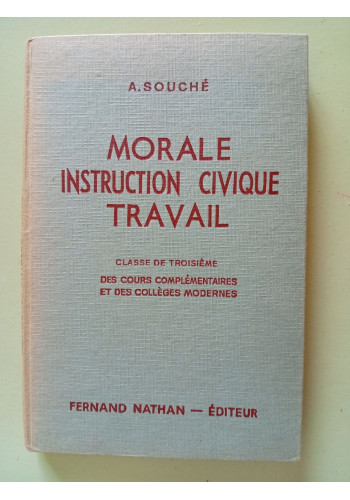 A. SOUCHÉ
MORALE
INSTRUCTION CIVIQUE
TRAVAIL
CLASSE DE TROISIÈME
DES COURS COMPLÉMENTAIRES
ET DES COLLÈGES MODERNES
FERNAND NATHAN — ÉDITEUR